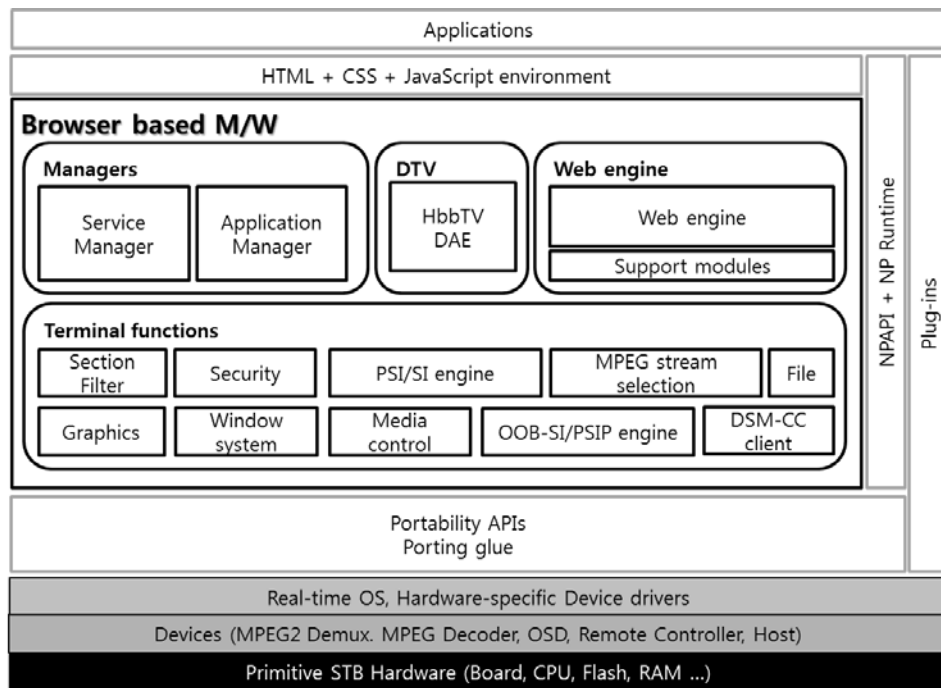 Applications
HTML + CSS + JavaScript environment
Browser based M/W
Managers
Service
Manager
Application
Manager
DTV
HbbTV
DAE
Web engine
Web engine
Support modules
Terminal functions
Section
Filter
Security
PSI/SI engine
MPEG stream
selection
File
Graphics
Window
system
Media
control
OOB-SI/PSIP engine
DSM-CC
client
NPAPI + NP Runtime
Plug-ins
Portability APIs
Porting glue
Real-time OS, Hardware-specific Device drivers
Devices (MPEG2 Demux. MPEG Decoder, OSD, Remote Controller, Host)
Primitive STB Hardware (Board, CPU, Flash, RAM ...)